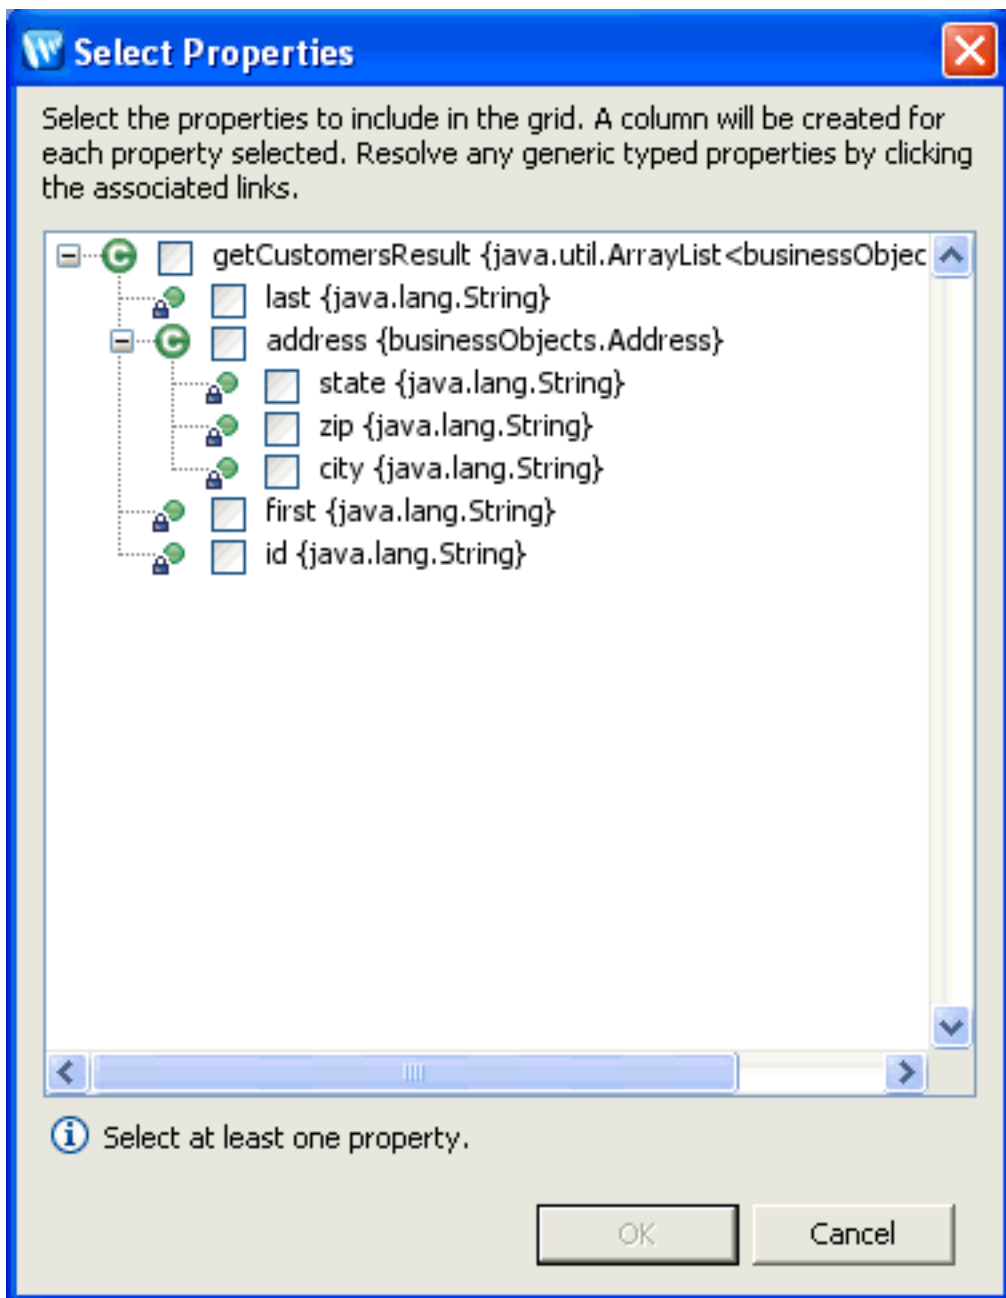 Select Properties
Select the properties to include in the grid. A column will be created for
each property selected. Resolve any generic typed properties by clicking
the associated links.
getCustomersResult {java.util.ArrayList<businessObjec
last {java.lang.String}
address {businessObjects.Address}
state {java.lang.String}
zip {java.lang.String}
city {java.lang.String}
first {java.lang.String}
id {java.lang.String}
Select at least one property.
OK
Cancel